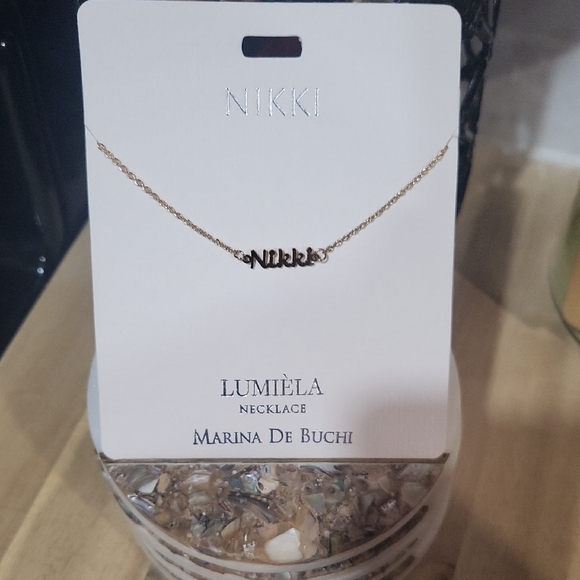 NIKKI
Nikki
LUMIÈLA
NECKLACE
MARINA DE BUCHI